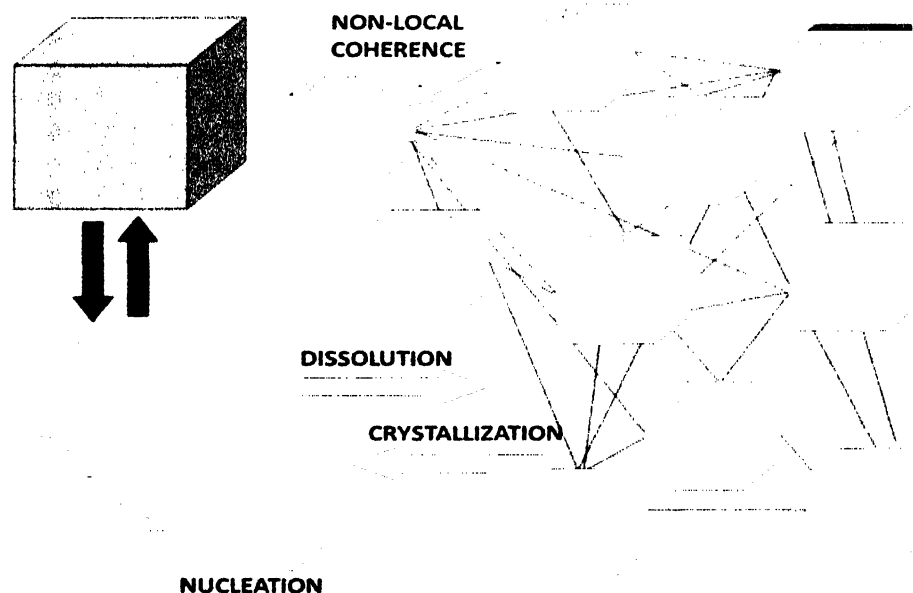 NON-LOCAL
COHERENCE
DISSOLUTION
CRYSTALLIZATION
NUCLEATION